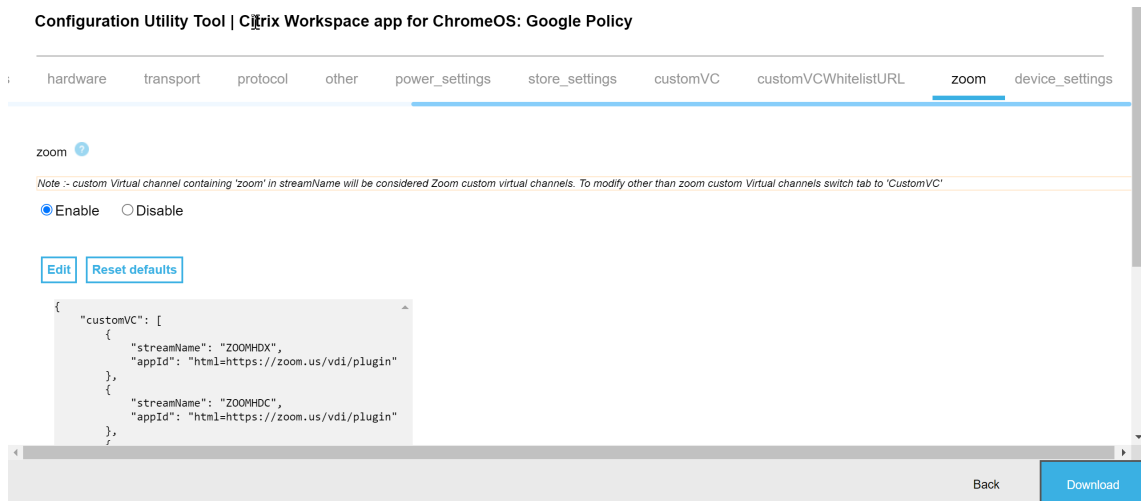 Configuration Utility Tool | Citrix Workspace app for ChromeOS: Google Policy
s hardware transport protocol other power_settings store_settings customVC customVCWhitelistURL zoom device_settings
zoom ?
Note :- custom Virtual channel containing 'zoom' in streamName will be considered Zoom custom virtual channels. To modify other than zoom custom Virtual channels switch tab to 'CustomVC'
Enable Disable
Edit Reset defaults
{
"customVC": [
{
"streamName": "ZOOMHDX",
"appId": "html=https://zoom.us/vdi/plugin"
},
{
"streamName": "ZOOMHDC",
"appId": "html=https://zoom.us/vdi/plugin"
},
{
Back Download